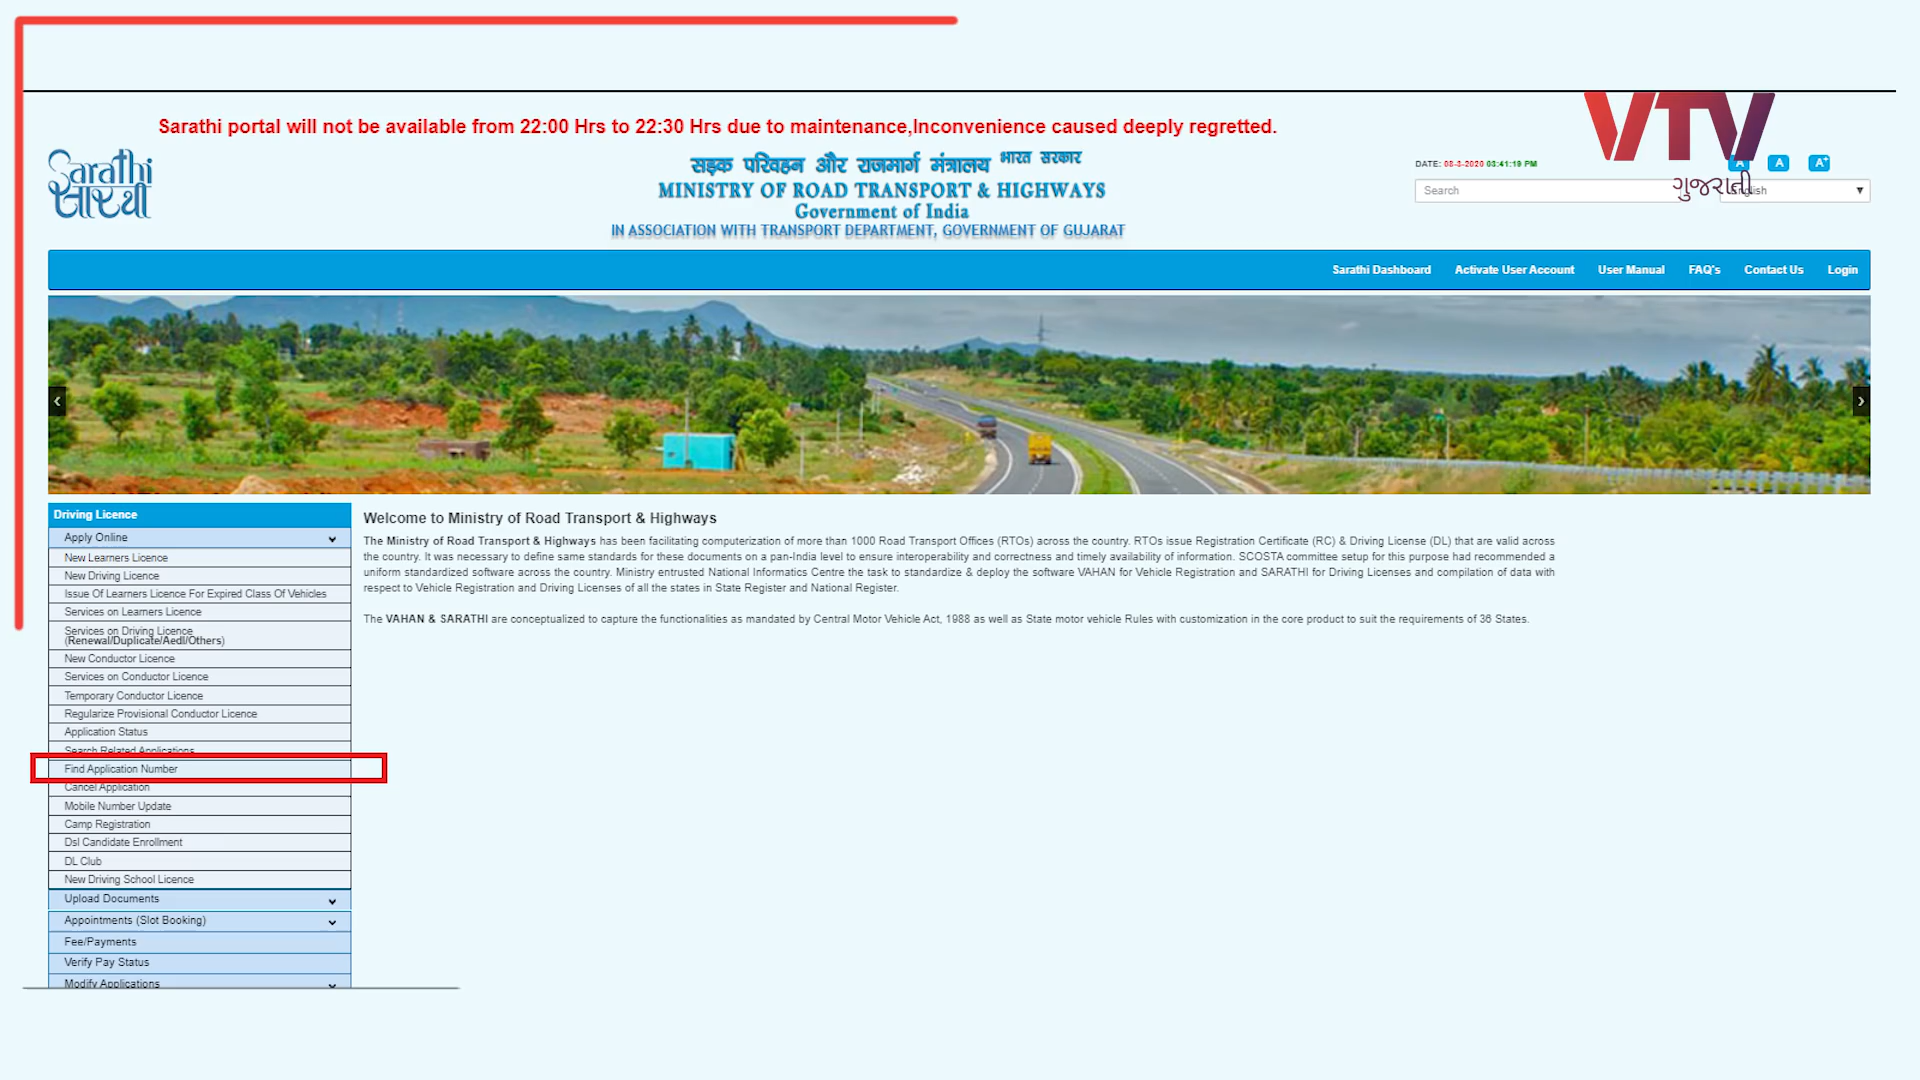 VTV
ગુજરાતી
Sarathi portal will not be available from 22:00 Hrs to 22:30 Hrs due to maintenance,Inconvenience caused deeply regretted.
Sarathi
सारथी
सड़क परिवहन और राजमार्ग मंत्रालय भारत सरकार
MINISTRY OF ROAD TRANSPORT & HIGHWAYS
Government of India
IN ASSOCIATION WITH TRANSPORT DEPARTMENT, GOVERNMENT OF GUJARAT
DATE: 08-3-2020 03:41:19 PM
A A A+
Search
English
Sarathi Dashboard Activate User Account User Manual FAQ's Contact Us Login
Driving Licence
Apply Online
New Learners Licence
New Driving Licence
Issue Of Learners Licence For Expired Class Of Vehicles
Services on Learners Licence
Services on Driving Licence
(Renewal/Duplicate/Aedl/Others)
New Conductor Licence
Services on Conductor Licence
Temporary Conductor Licence
Regularize Provisional Conductor Licence
Application Status
Search Related Applications
Find Application Number
Cancel Application
Mobile Number Update
Camp Registration
Dsl Candidate Enrollment
DL Club
New Driving School Licence
Upload Documents
Appointments (Slot Booking)
Fee/Payments
Verify Pay Status
Modify Applications
Welcome to Ministry of Road Transport & Highways
The Ministry of Road Transport & Highways has been facilitating computerization of more than 1000 Road Transport Offices (RTOs) across the country. RTOs issue Registration Certificate (RC) & Driving License (DL) that are valid across
the country. It was necessary to define same standards for these documents on a pan-India level to ensure interoperability and correctness and timely availability of information. SCOSTA committee setup for this purpose had recommended a
uniform standardized software across the country. Ministry entrusted National Informatics Centre the task to standardize & deploy the software VAHAN for Vehicle Registration and SARATHI for Driving Licenses and compilation of data with
respect to Vehicle Registration and Driving Licenses of all the states in State Register and National Register.
The VAHAN & SARATHI are conceptualized to capture the functionalities as mandated by Central Motor Vehicle Act, 1988 as well as State motor vehicle Rules with customization in the core product to suit the requirements of 36 States.